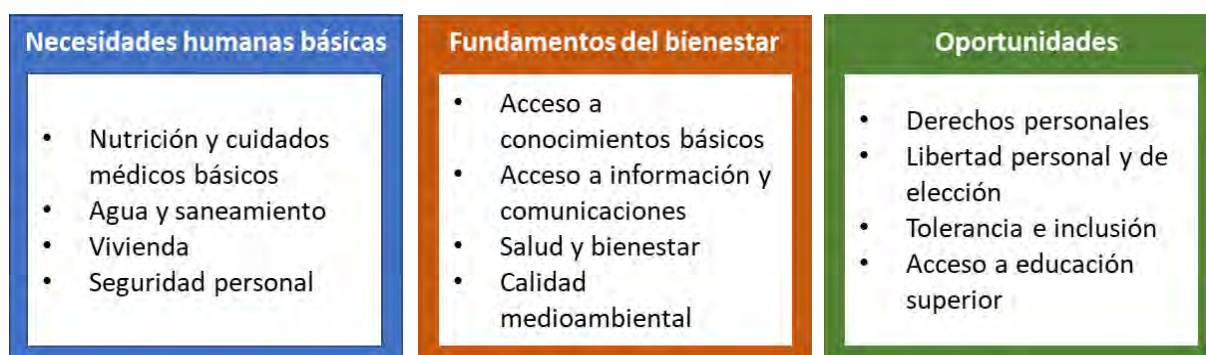 Necesidades humanas básicas
• Nutrición y cuidados
médicos básicos
• Agua y saneamiento
• Vivienda
• Seguridad personal
Fundamentos del bienestar
• Acceso a
conocimientos básicos
• Acceso a información y
comunicaciones
• Salud y bienestar
• Calidad
medioambiental
Oportunidades
• Derechos personales
• Libertad personal y de
elección
• Tolerancia e inclusión
• Acceso a educación
superior